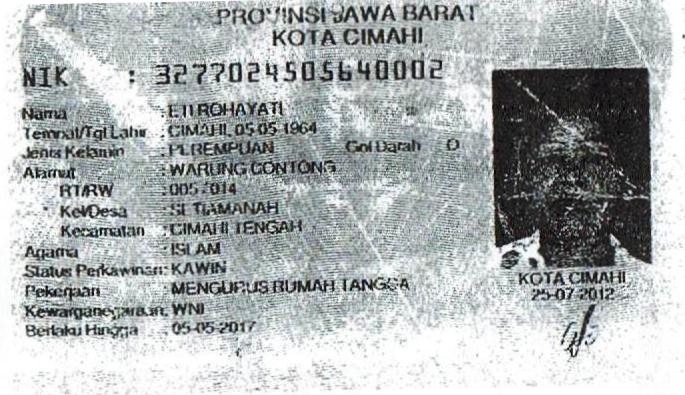 PROVINSI JAWA BARAT
KOTA CIMAHI
NIK : 3277024505640002
Nama : ETI ROHAYATI
Tempat/Tgl Lahir : CIMAHI, 05-05-1964
Jenis Kelamin : PEREMPUAN Gol Darah O
Alamat : WARUNG CONTONG
RT/RW : 005 / 014
Kel/Desa : SETIAMANAH
Kecamatan : CIMAHI TENGAH
Agama : ISLAM
Status Perkawinan: KAWIN
Pekerjaan : MENGURUS RUMAH TANGGA
Kewarganegaraan: WNI
Berlaku Hingga : 05-05-2017
KOTA CIMAHI
25-07-2012